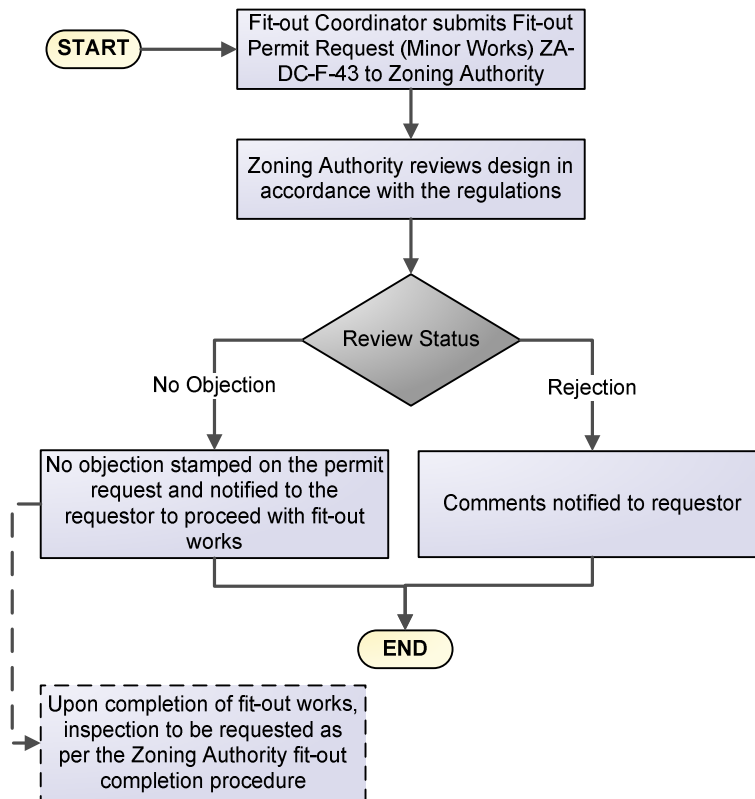 START
Fit-out Coordinator submits Fit-out
Permit Request (Minor Works) ZA-
DC-F-43 to Zoning Authority
Zoning Authority reviews design in
accordance with the regulations
Review Status
No Objection
Rejection
No objection stamped on the permit
request and notified to the
requestor to proceed with fit-out
works
Comments notified to requestor
END
Upon completion of fit-out works,
inspection to be requested as
per the Zoning Authority fit-out
completion procedure